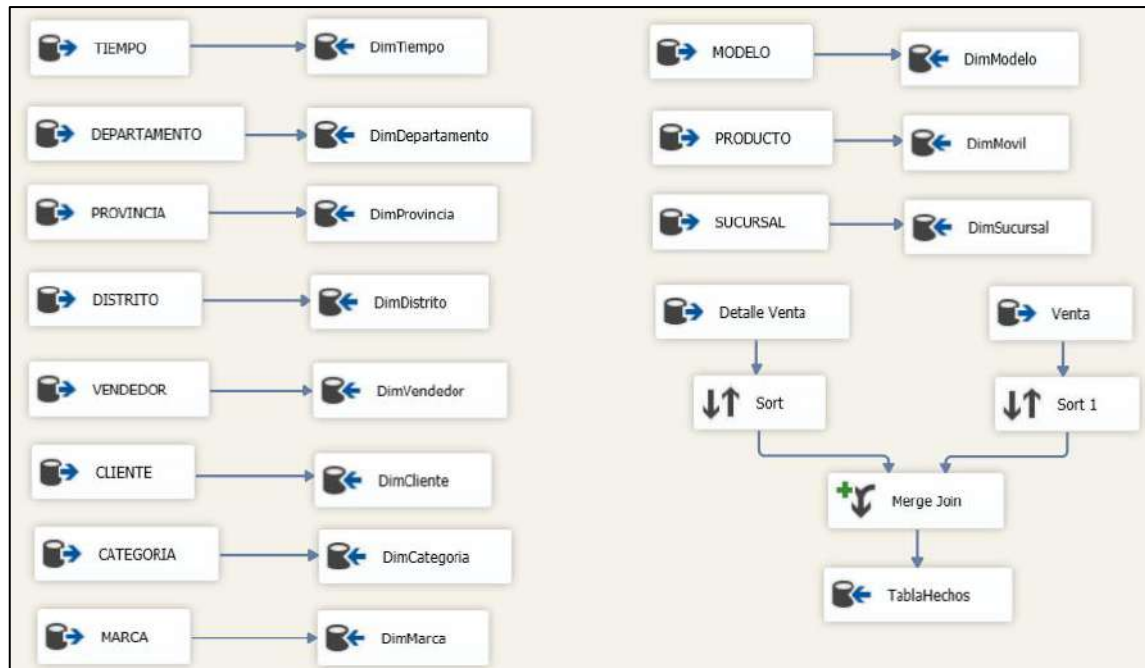 TIEMPO
DimTiempo
DEPARTAMENTO
DimDepartamento
PROVINCIA
DimProvincia
DISTRITO
DimDistrito
VENDEDOR
DimVendedor
CLIENTE
DimCliente
CATEGORIA
DimCategoria
MARCA
DimMarca
MODELO
DimModelo
PRODUCTO
DimMovil
SUCURSAL
DimSucursal
Detalle Venta
Venta
Sort
Sort 1
Merge Join
TablaHechos